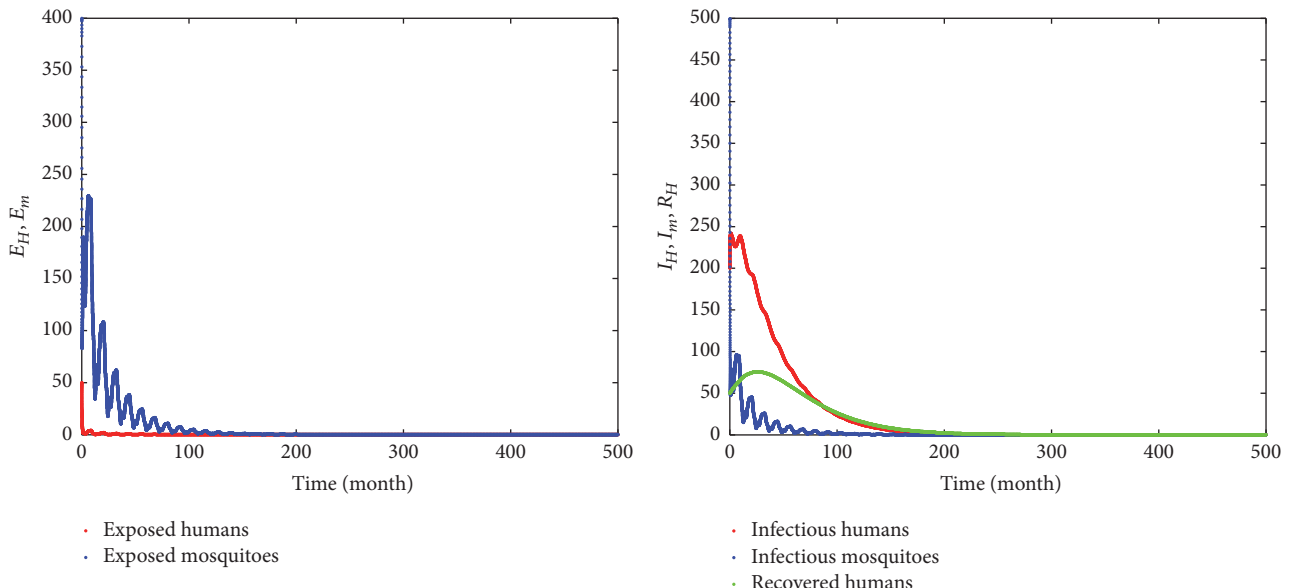 400
350
300
250
200
150
100
50
0
E_H, E_m
0 100 200 300 400 500
Time (month)
Exposed humans
Exposed mosquitoes
500
450
400
350
300
250
200
150
100
50
0
I_H, I_m, R_H
0 100 200 300 400 500
Time (month)
Infectious humans
Infectious mosquitoes
Recovered humans